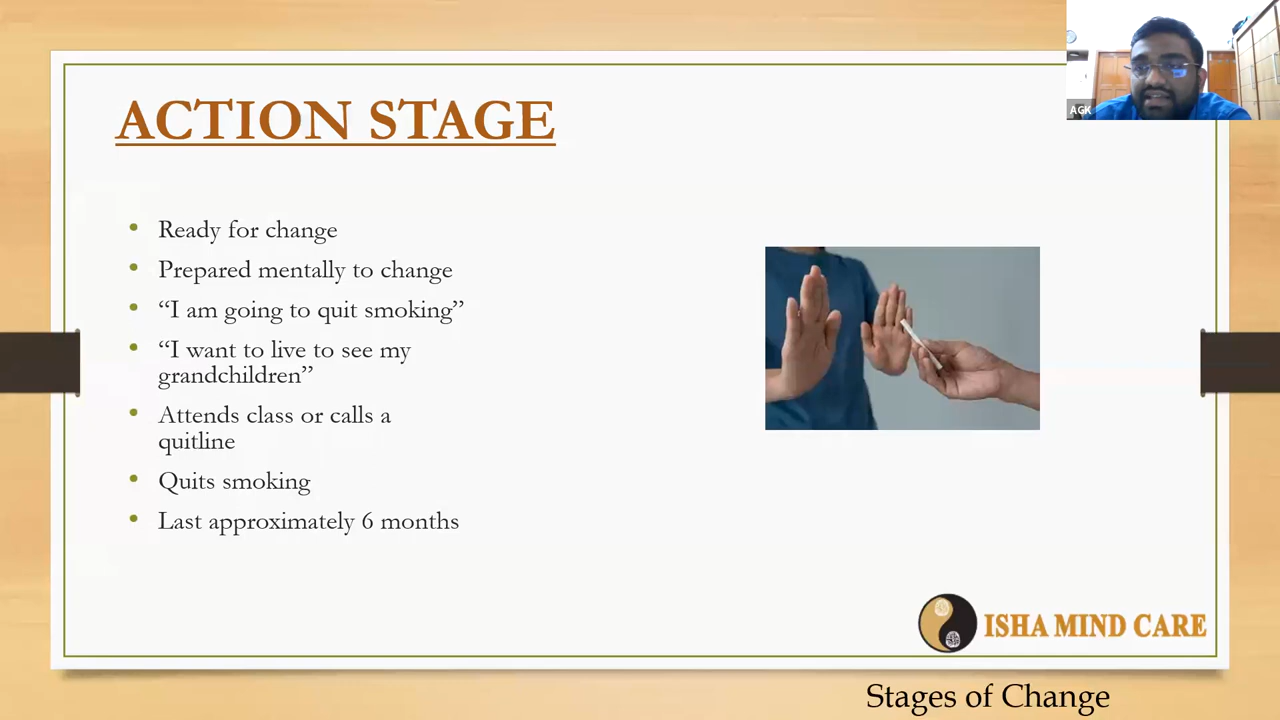 AGK
ACTION STAGE
• Ready for change
• Prepared mentally to change
• “I am going to quit smoking”
• “I want to live to see my
grandchildren”
• Attends class or calls a
quitline
• Quits smoking
• Last approximately 6 months
ISHA MIND CARE
Stages of Change